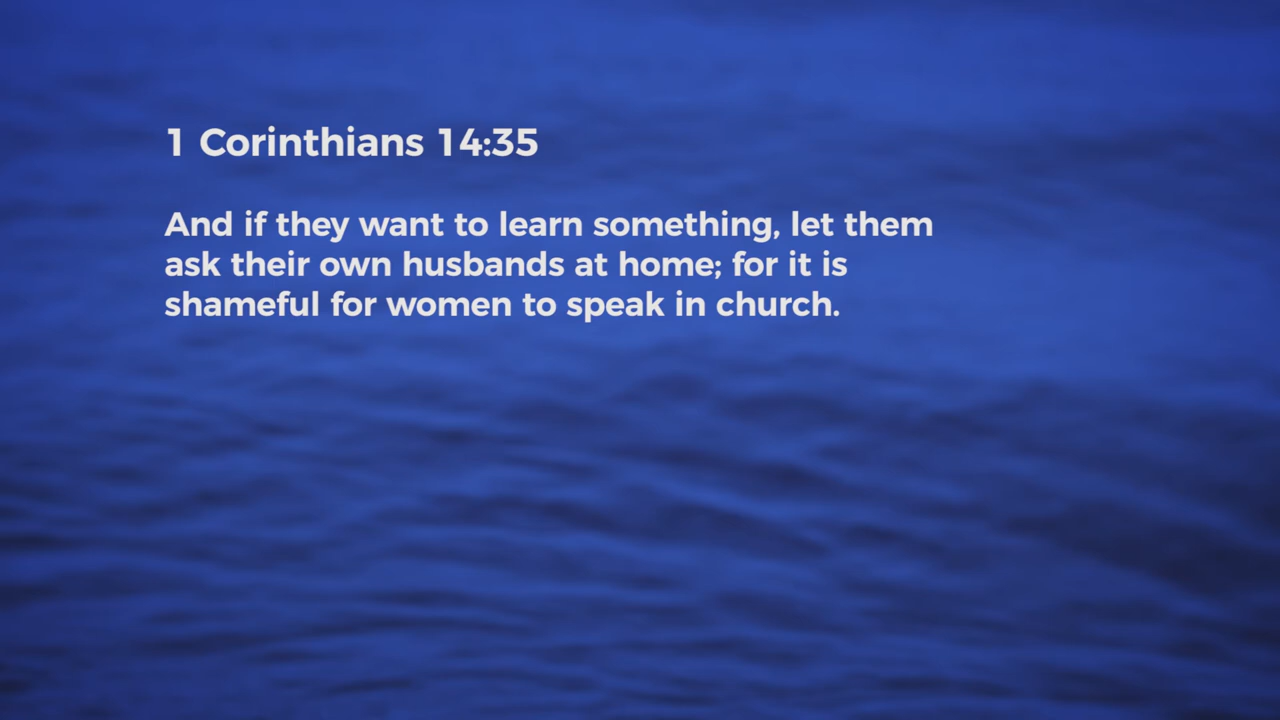 1 Corinthians 14:35
And if they want to learn something, let them
ask their own husbands at home; for it is
shameful for women to speak in church.